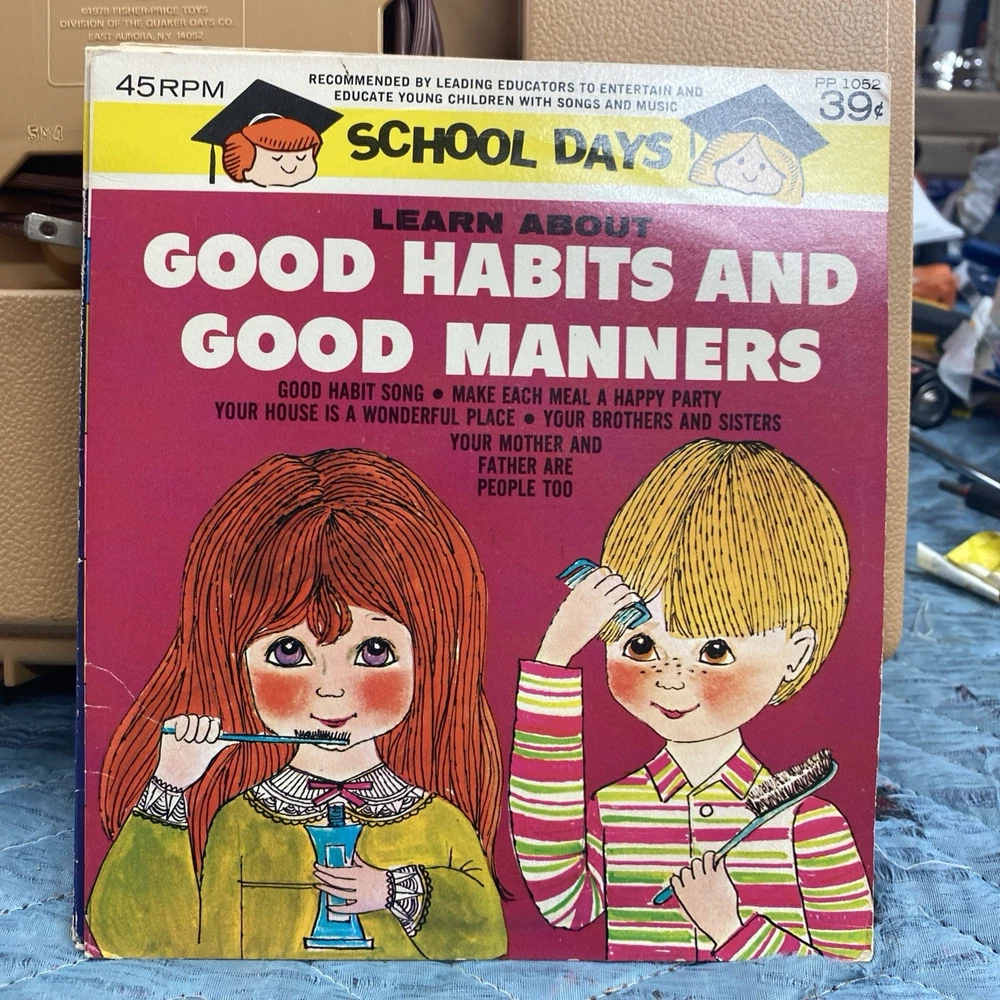 ©1978 FISHER-PRICE TOYS
DIVISION OF THE QUAKER OATS CO.
EAST AURORA, N.Y. 14052
5N4
45RPM
RECOMMENDED BY LEADING EDUCATORS TO ENTERTAIN AND
EDUCATE YOUNG CHILDREN WITH SONGS AND MUSIC
PP 1052
39¢
SCHOOL DAYS
LEARN ABOUT
GOOD HABITS AND
GOOD MANNERS
GOOD HABIT SONG • MAKE EACH MEAL A HAPPY PARTY
YOUR HOUSE IS A WONDERFUL PLACE • YOUR BROTHERS AND SISTERS
YOUR MOTHER AND
FATHER ARE
PEOPLE TOO